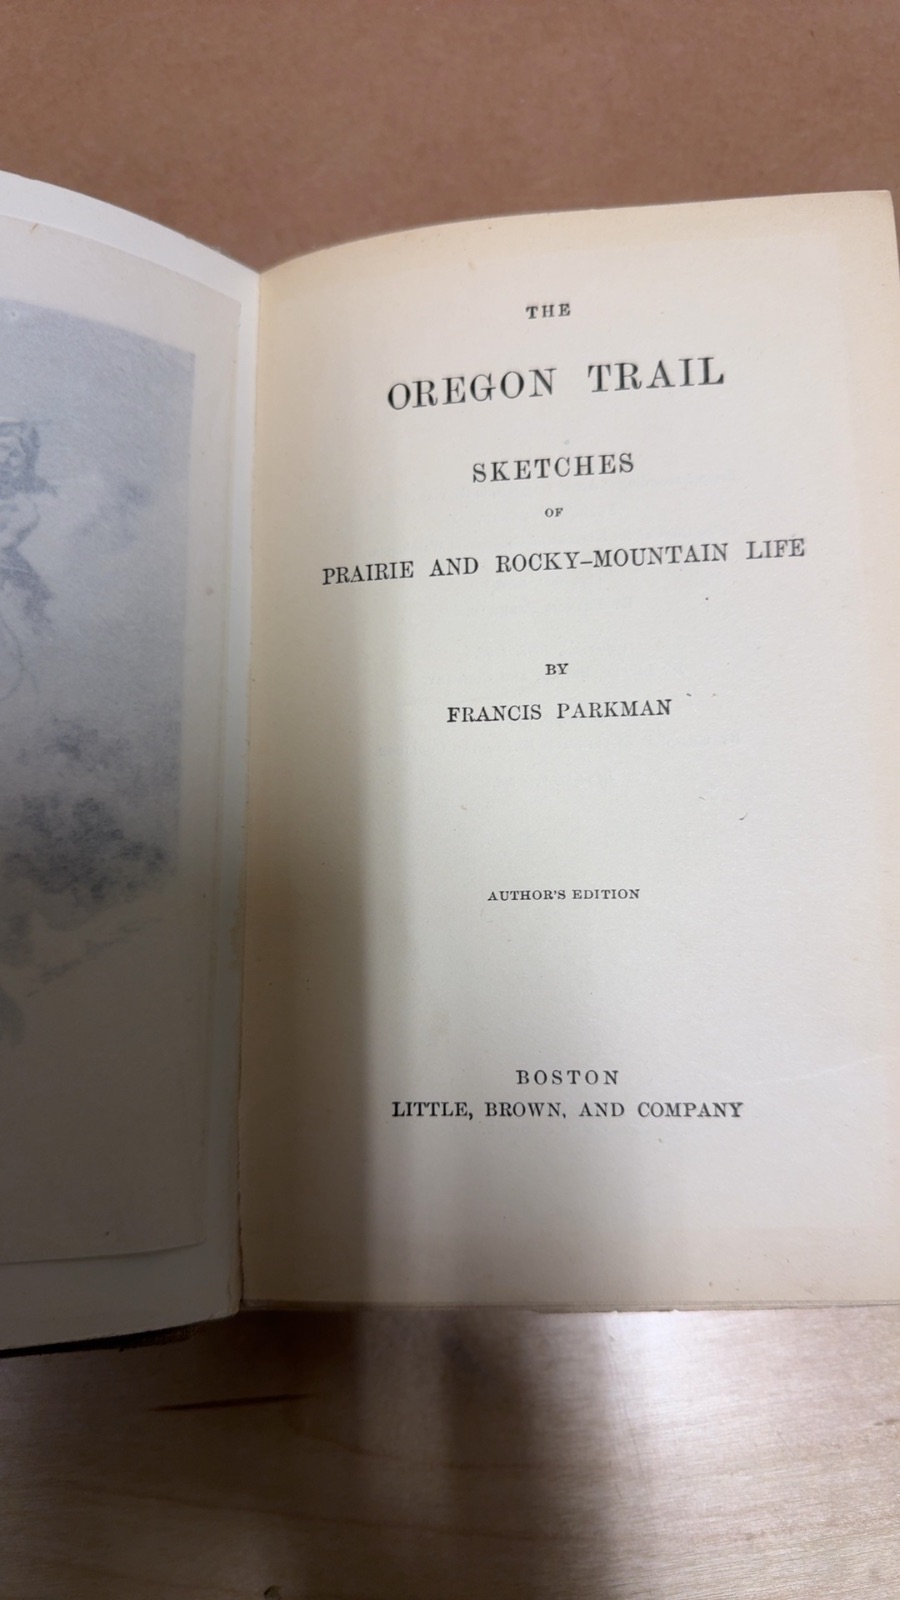 THE
OREGON TRAIL
SKETCHES
OF
PRAIRIE AND ROCKY-MOUNTAIN LIFE
BY
FRANCIS PARKMAN
AUTHOR'S EDITION
BOSTON
LITTLE, BROWN, AND COMPANY